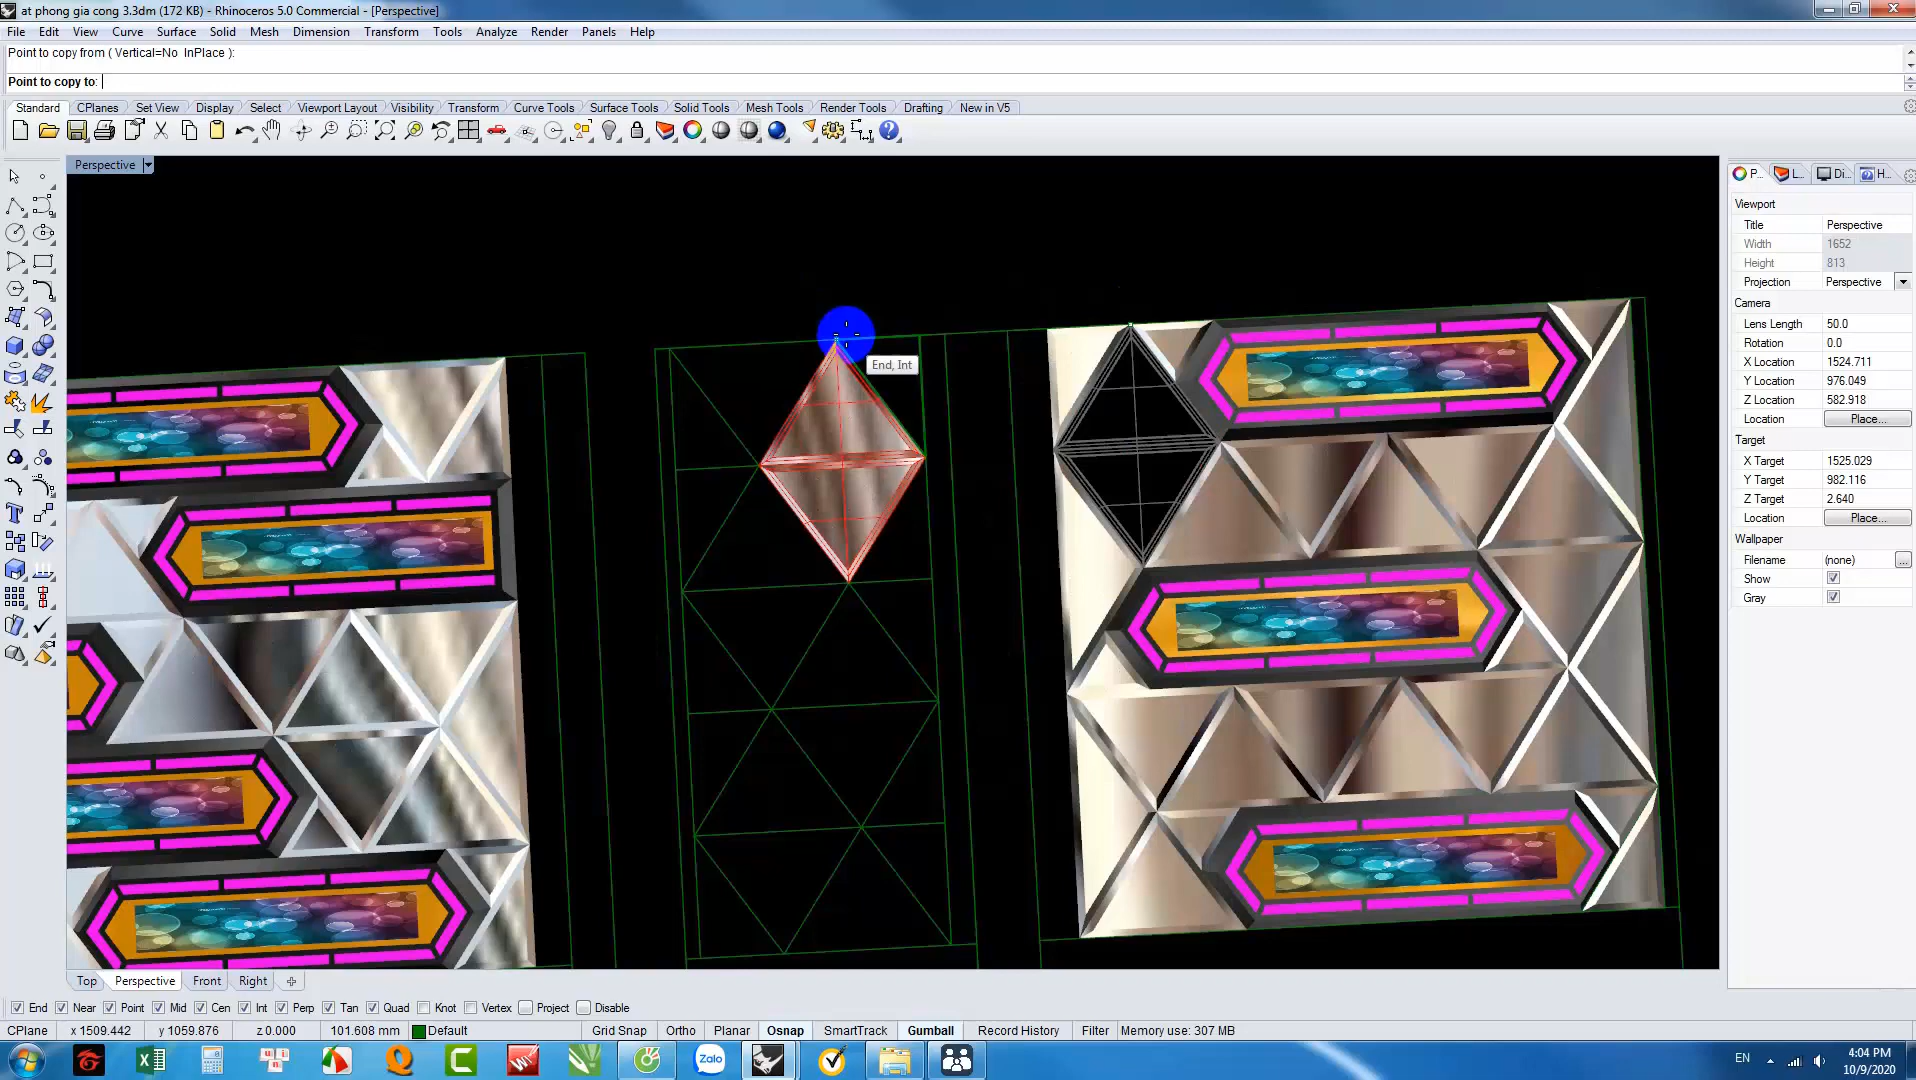 at phong gia cong 3.3dm (172 KB) - Rhinoceros 5.0 Commercial - [Perspective]
File Edit View Curve Surface Solid Mesh Dimension Transform Tools Analyze Render Panels Help
Point to copy from ( Vertical=No InPlace ):
Point to copy to:
Standard CPlanes Set View Display Select Viewport Layout Visibility Transform Curve Tools Surface Tools Solid Tools Mesh Tools Render Tools Drafting New in V5
Perspective
P... L... Di... H...
Viewport
Title Perspective
Width 1652
Height 813
Projection Perspective
Camera
Lens Length 50.0
Rotation 0.0
X Location 1524.711
Y Location 976.049
Z Location 582.918
Location Place...
Target
X Target 1525.029
Y Target 982.116
Z Target 2.640
Location Place...
Wallpaper
Filename (none) ...
Show
Gray
End, Int
Top Perspective Front Right
End Near Point Mid Cen Int Perp Tan Quad Knot Vertex Project Disable
CPlane x 1509.442 y 1059.876 z 0.000 101.608 mm Default Grid Snap Ortho Planar Osnap SmartTrack Gumball Record History Filter Memory use: 307 MB
Zalo
EN
4:04 PM
10/9/2020